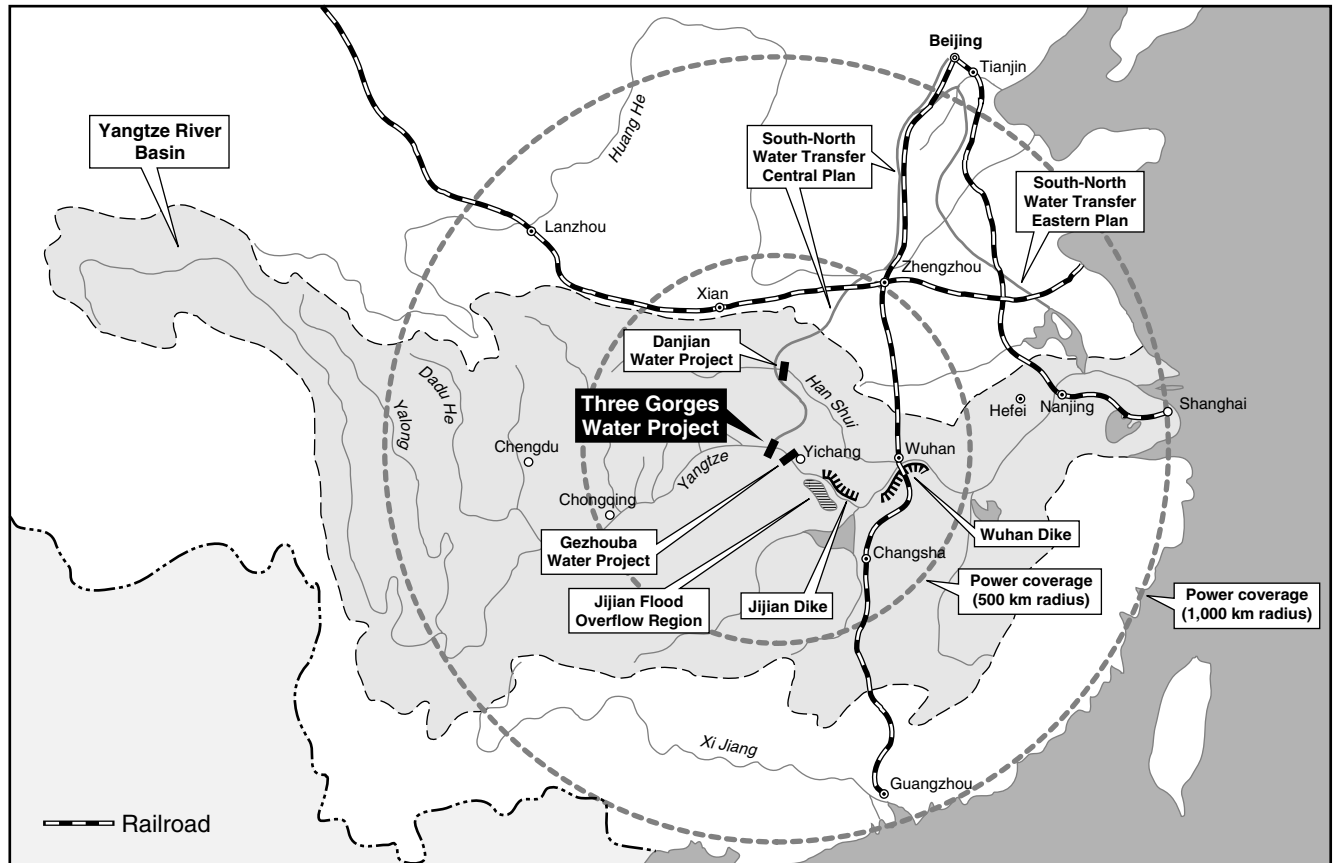 Beijing
Tianjin
Huang He
Yangtze River
Basin
South-North
Water Transfer
Central Plan
South-North
Water Transfer
Eastern Plan
Lanzhou
Zhengzhou
Xian
Danjian
Water Project
Han Shui
Dadu He
Yalong
Three Gorges
Water Project
Hefei
Nanjing
Shanghai
Chengdu
Yangtze
Yichang
Wuhan
Chongqing
Gezhouba
Water Project
Wuhan Dike
Changsha
Jijian Flood
Overflow Region
Jijian Dike
Power coverage
(500 km radius)
Power coverage
(1,000 km radius)
Xi Jiang
Guangzhou
Railroad